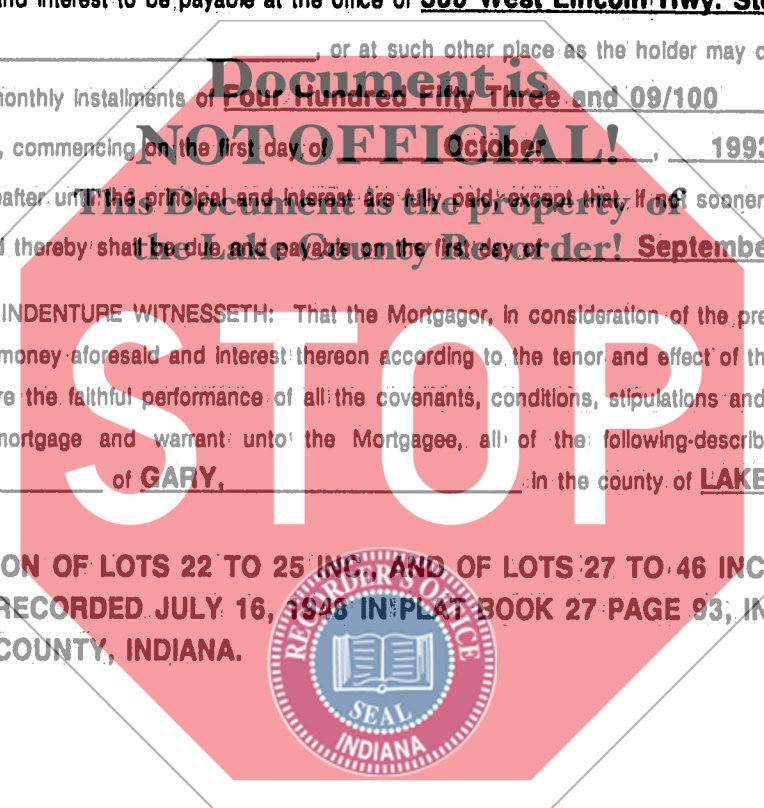 and interest to be payable at the office of 300 West Lincoln Hwy.
, or at such other place as the holder may
Document is
monthly installments of Four Hundred Fifty Three and 09/100
NOT OFFICIAL!
, commencing on the first day of October , 1993
This Document is the property of
after until the principal and interest are fully paid, except that, if not sooner
the Lake County Recorder!
thereby shall be due and payable on the first day of Septembe
INDENTURE WITNESSETH: That the Mortgagor, in consideration of the pre
money aforesaid and interest thereon according to the tenor and effect of th
STOP
the faithful performance of all the covenants, conditions, stipulations and
mortgage and warrant unto the Mortgagee, all of the following-describ
of GARY, in the county of LAKE
ON OF LOTS 22 TO 25 INC., AND OF LOTS 27 TO 46 INC
RECORDED JULY 16, IN PLAT BOOK 27 PAGE 93, IN
COUNTY, INDIANA.
RECORDER'S OFFICE
SEAL
INDIANA